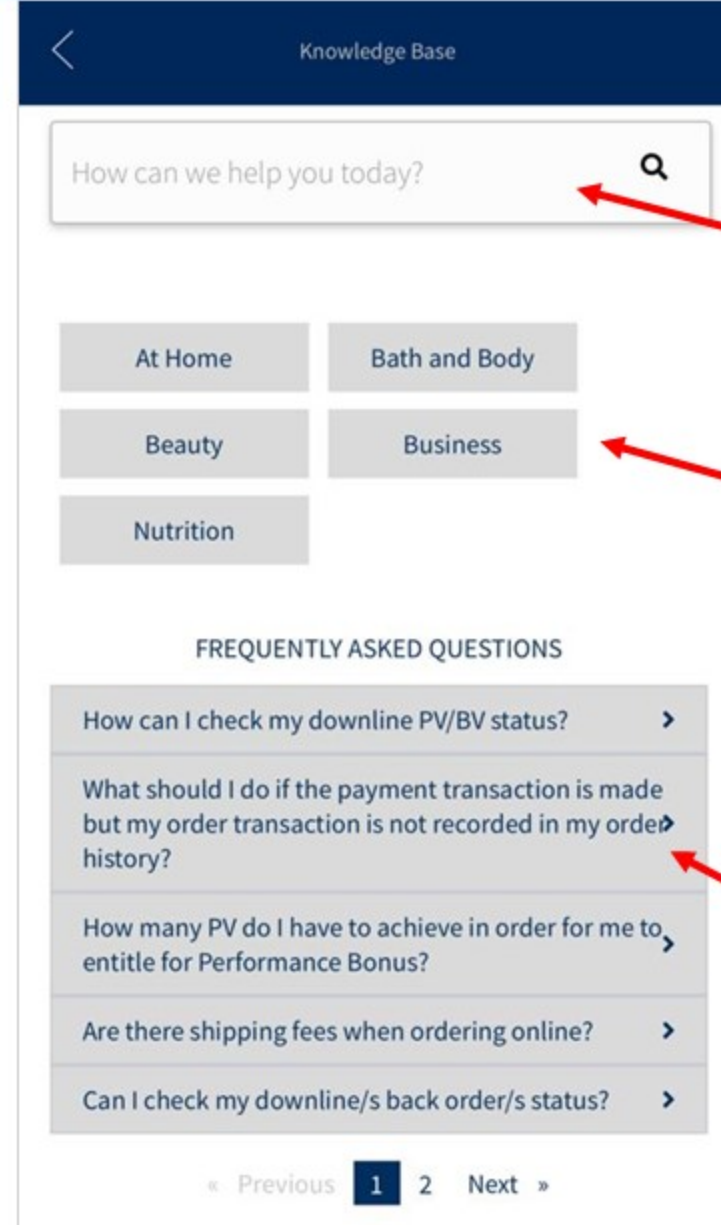 Knowledge Base
How can we help you today?
At Home
Bath and Body
Beauty
Business
Nutrition
FREQUENTLY ASKED QUESTIONS
How can I check my downline PV/BV status?
What should I do if the payment transaction is made
but my order transaction is not recorded in my order
history?
How many PV do I have to achieve in order for me to
entitle for Performance Bonus?
Are there shipping fees when ordering online?
Can I check my downline/s back order/s status?
« Previous 1 2 Next »